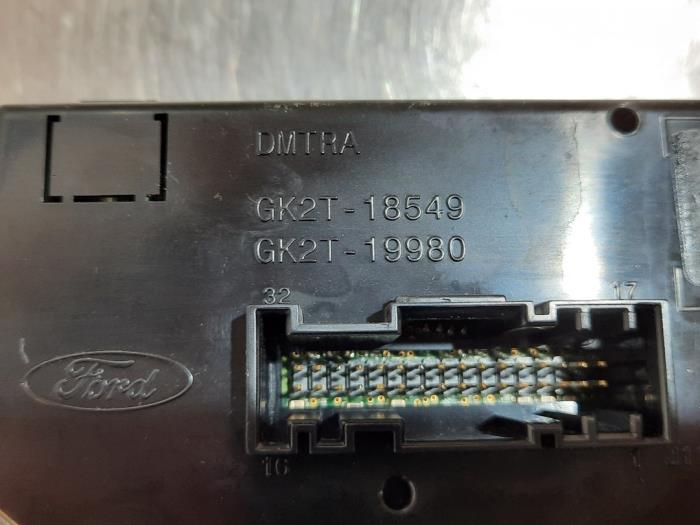 DMTRA
GK2T-18549
GK2T-19980
32 17
Ford
16 1